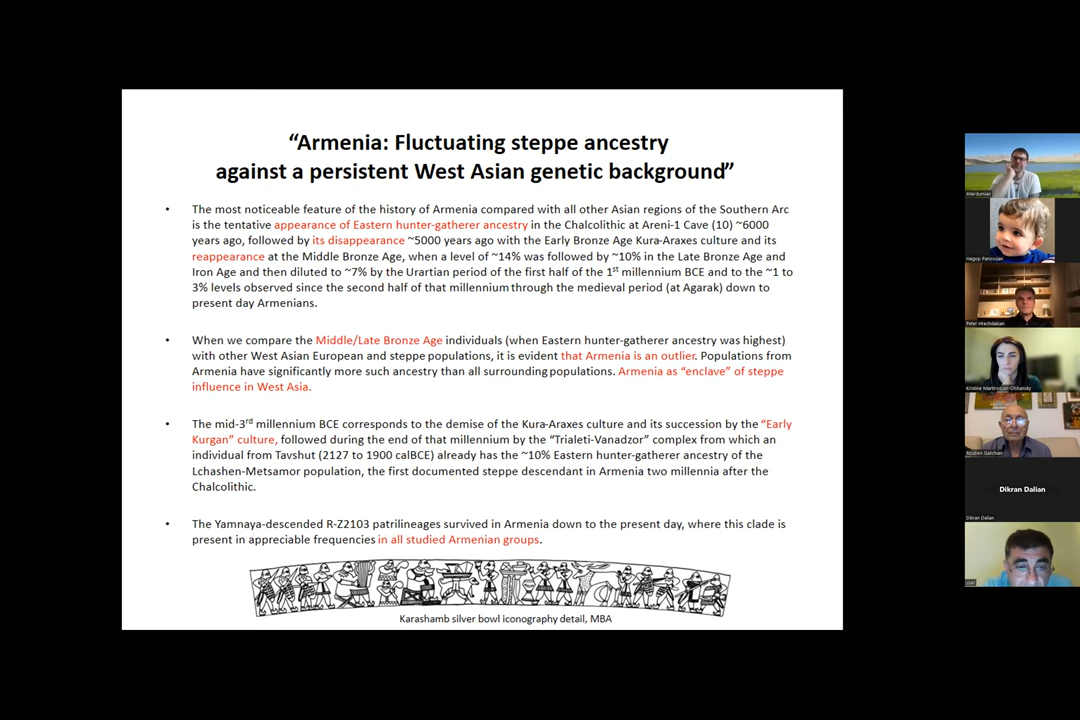 “Armenia: Fluctuating steppe ancestry
against a persistent West Asian genetic background”
• The most noticeable feature of the history of Armenia compared with all other Asian regions of the Southern Arc
is the tentative appearance of Eastern hunter-gatherer ancestry in the Chalcolithic at Areni-1 Cave (10) ~6000
years ago, followed by its disappearance ~5000 years ago with the Early Bronze Age Kura-Araxes culture and its
reappearance at the Middle Bronze Age, when a level of ~14% was followed by ~10% in the Late Bronze Age and
Iron Age and then diluted to ~7% by the Urartian period of the first half of the 1st millennium BCE and to the ~1 to
3% levels observed since the second half of that millennium through the medieval period (at Agarak) down to
present day Armenians.
• When we compare the Middle/Late Bronze Age individuals (when Eastern hunter-gatherer ancestry was highest)
with other West Asian European and steppe populations, it is evident that Armenia is an outlier. Populations from
Armenia have significantly more such ancestry than all surrounding populations. Armenia as “enclave” of steppe
influence in West Asia.
• The mid-3rd millennium BCE corresponds to the demise of the Kura-Araxes culture and its succession by the “Early
Kurgan” culture, followed during the end of that millennium by the “Trialeti-Vanadzor” complex from which an
individual from Tavshut (2127 to 1900 calBCE) already has the ~10% Eastern hunter-gatherer ancestry of the
Lchashen-Metsamor population, the first documented steppe descendant in Armenia two millennia after the
Chalcolithic.
• The Yamnaya-descended R-Z2103 patrilineages survived in Armenia down to the present day, where this clade is
present in appreciable frequencies in all studied Armenian groups.
Karashamb silver bowl iconography detail, MBA
Hagop Panossian
Peter Hrechdakian
Kristine Martirosyan-Olshansky
Rouben Galichian
Dikran Dalian
Dikran Dalian